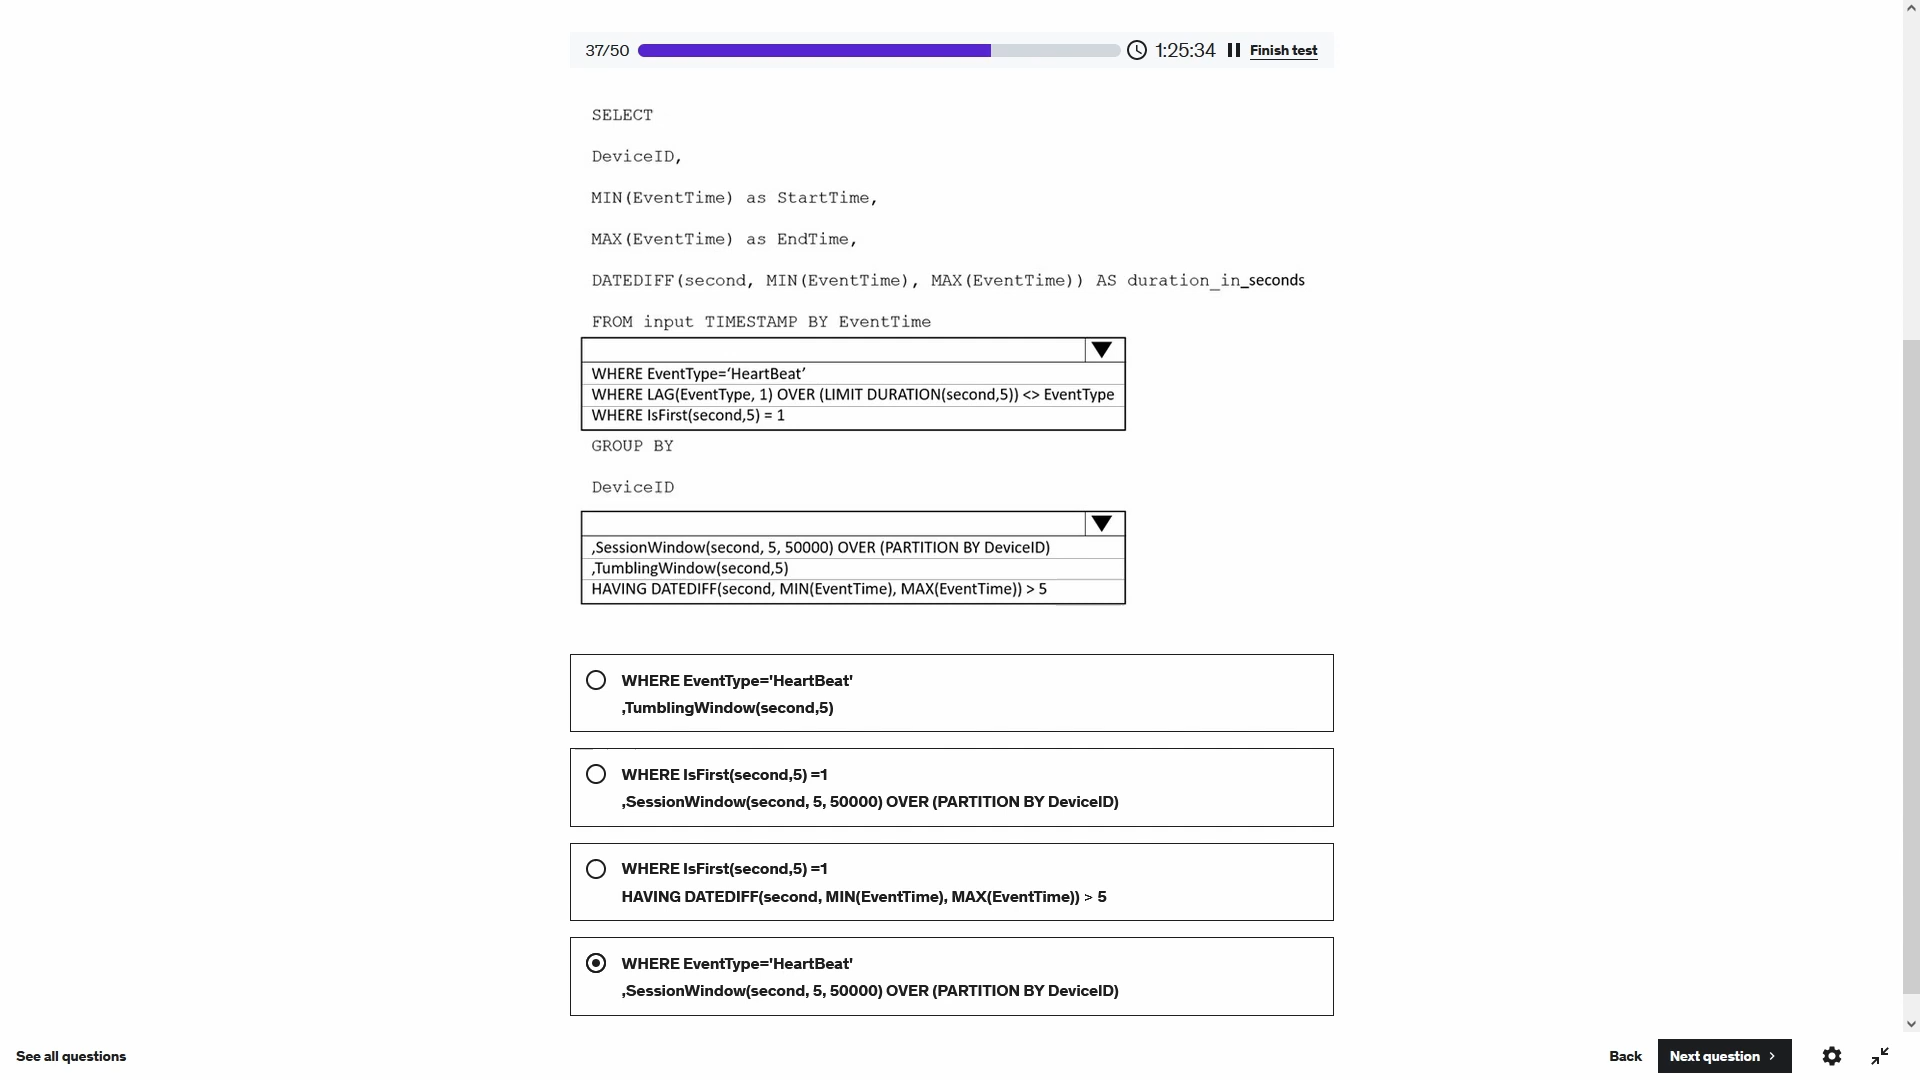 37/50 1:25:34 Finish test
SELECT
DeviceID,
MIN(EventTime) as StartTime,
MAX(EventTime) as EndTime,
DATEDIFF(second, MIN(EventTime), MAX(EventTime)) AS duration_in_seconds
FROM input TIMESTAMP BY EventTime
WHERE EventType=‘HeartBeat’
WHERE LAG(EventType, 1) OVER (LIMIT DURATION(second,5)) <> EventType
WHERE IsFirst(second,5) = 1
GROUP BY
DeviceID
,SessionWindow(second, 5, 50000) OVER (PARTITION BY DeviceID)
,TumblingWindow(second,5)
HAVING DATEDIFF(second, MIN(EventTime), MAX(EventTime)) > 5
WHERE EventType='HeartBeat'
,TumblingWindow(second,5)
WHERE IsFirst(second,5) =1
,SessionWindow(second, 5, 50000) OVER (PARTITION BY DeviceID)
WHERE IsFirst(second,5) =1
HAVING DATEDIFF(second, MIN(EventTime), MAX(EventTime)) > 5
WHERE EventType='HeartBeat'
,SessionWindow(second, 5, 50000) OVER (PARTITION BY DeviceID)
See all questions Back Next question